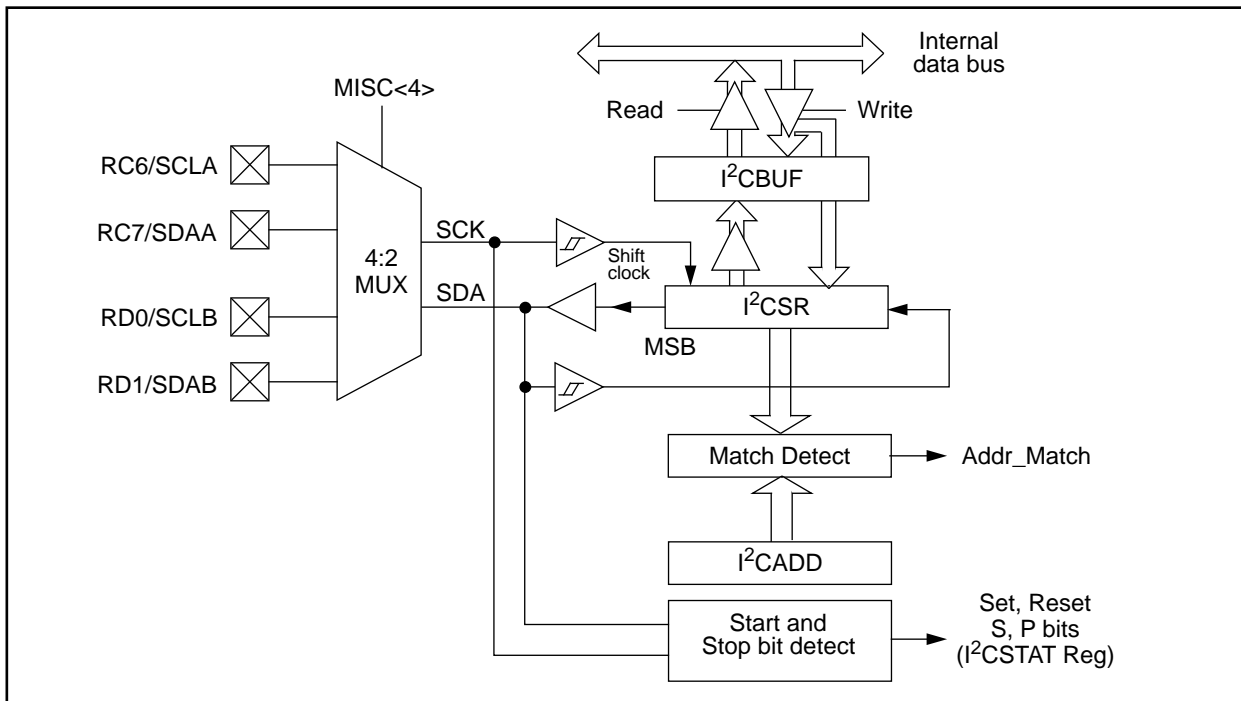 Internal
data bus
MISC<4>
Read
Write
RC6/SCLA
I²CBUF
RC7/SDAA
SCK
Shift
clock
4:2
MUX
SDA
I²CSR
RD0/SCLB
MSB
RD1/SDAB
Match Detect
Addr_Match
I²CADD
Start and
Stop bit detect
Set, Reset
S, P bits
(I²CSTAT Reg)